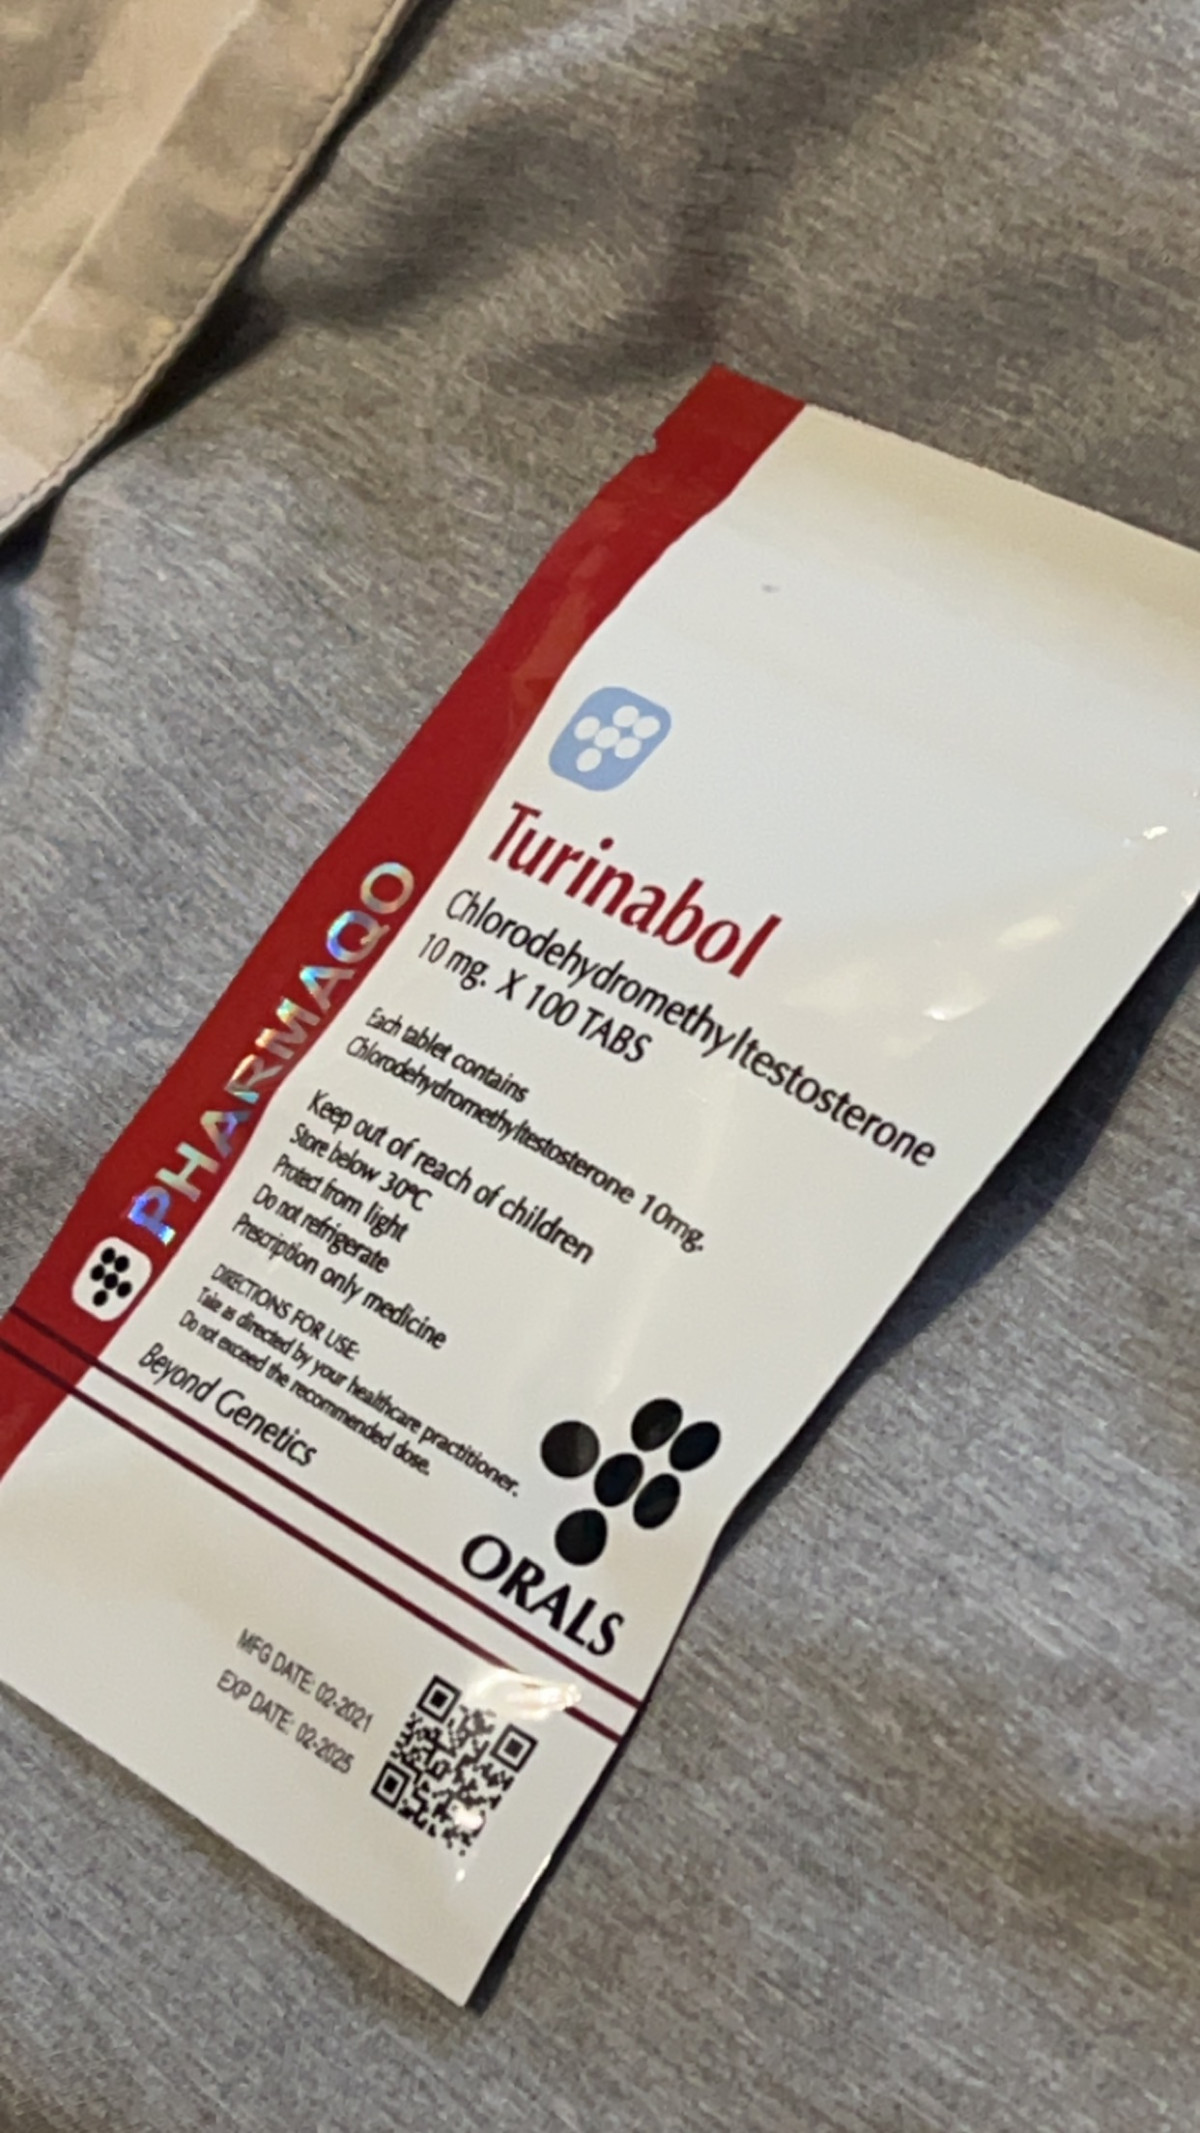 PHARMAQO
Turinabol
Chlorodehydromethyltestosterone
10 mg. X 100 TABS
Each tablet contains
Chlorodehydromethyltestosterone 10mg.
Keep out of reach of children
Store below 30ºC
Protect from light
Do not refrigerate
Prescription only medicine
DIRECTIONS FOR USE:
Take as directed by your healthcare practitioner.
Do not exceed the recommended dose.
Beyond Genetics
ORALS
MFG DATE: 02-2021
EXP DATE: 02-2025